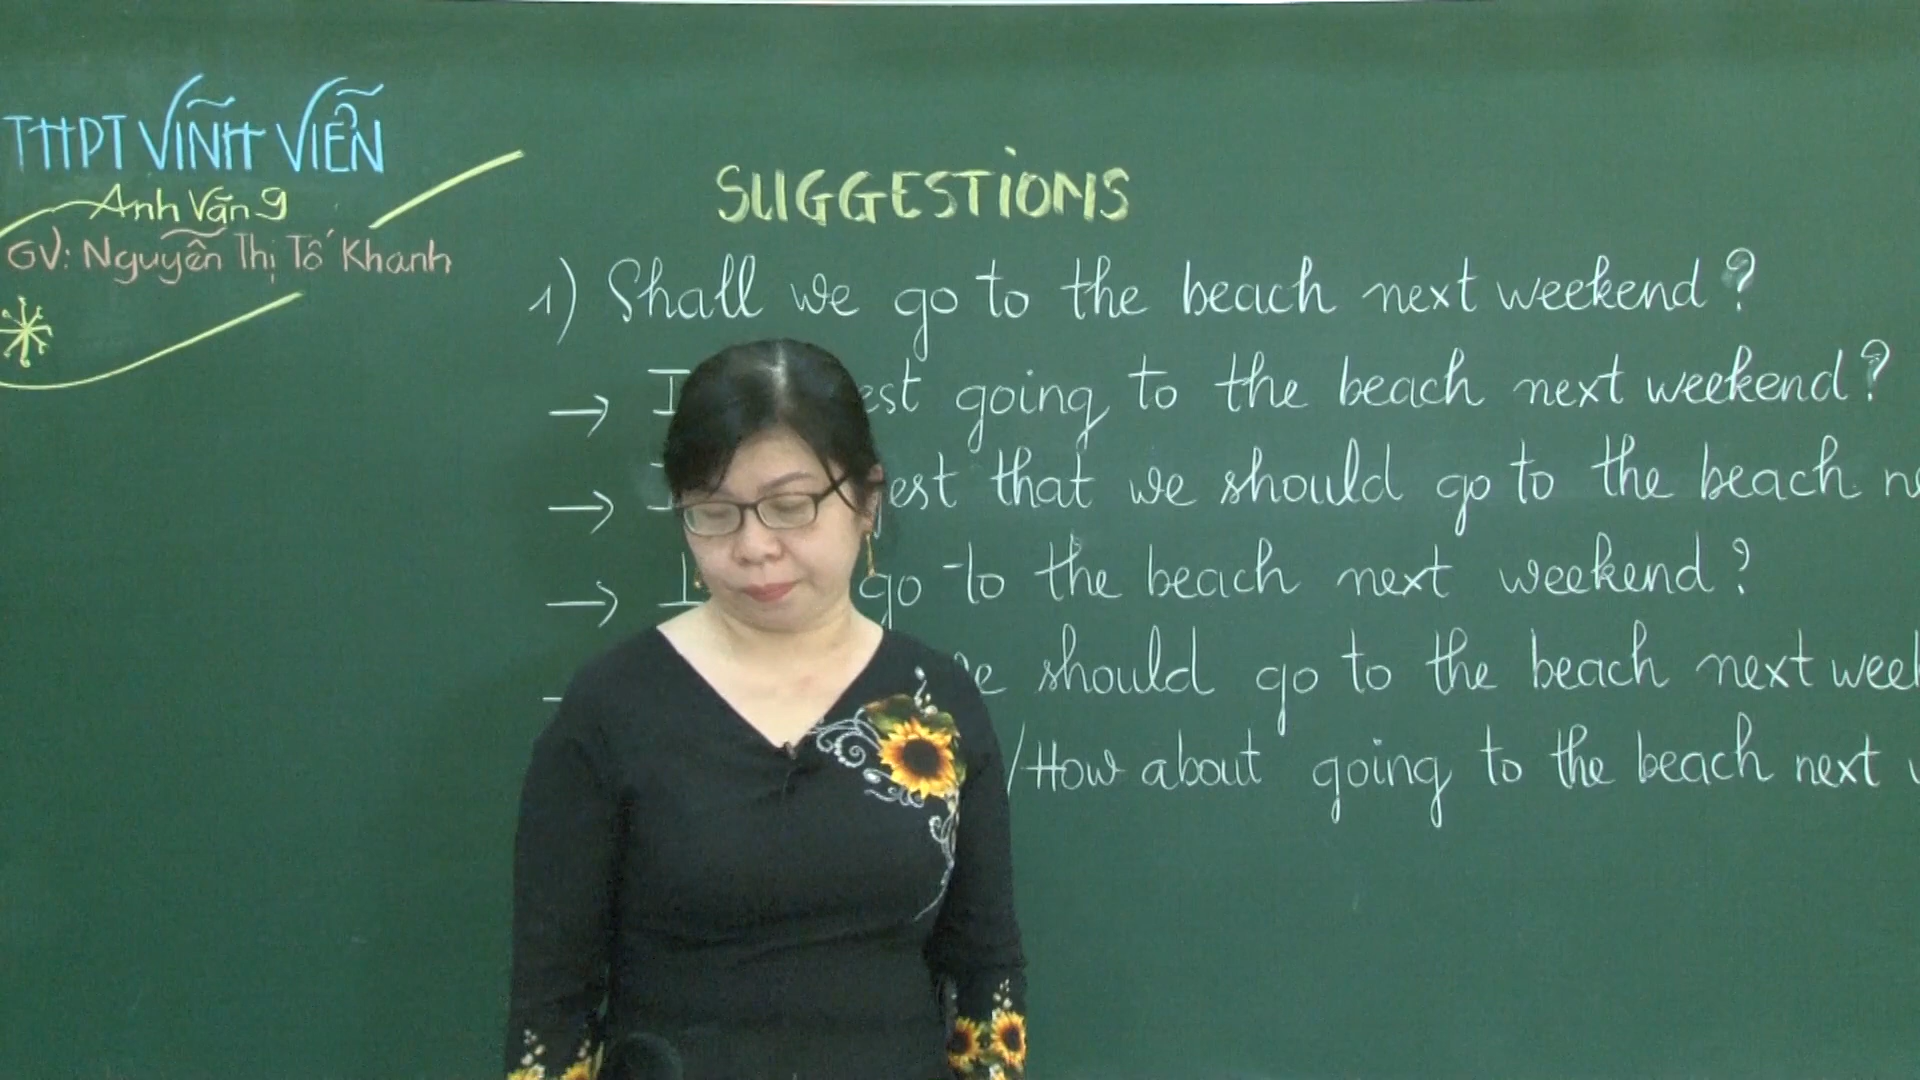 THPT VĨNH VIỄN
Anh Văn 9
GV: Nguyễn Thị Tố Khanh
SUGGESTIONS
1) Shall we go to the beach next weekend?
→ I going to the beach next weekend?
→ that we should go to the beach
→ go to the beach next weekend?
should go to the beach next
/How about going to the beach next